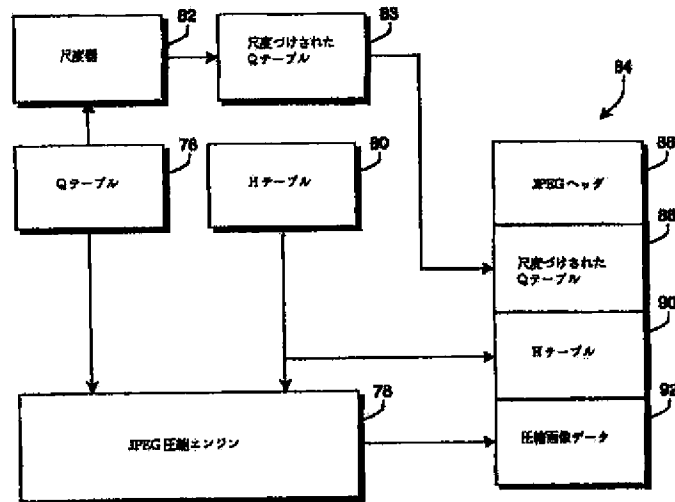 82
尺度器
83
尺度づけされた
Qテーブル
84
76
Qテーブル
80
Hテーブル
88
JPEGヘッダ
86
尺度づけされた
Qテーブル
90
Hテーブル
78
JPEG圧縮エンジン
92
圧縮画像データ